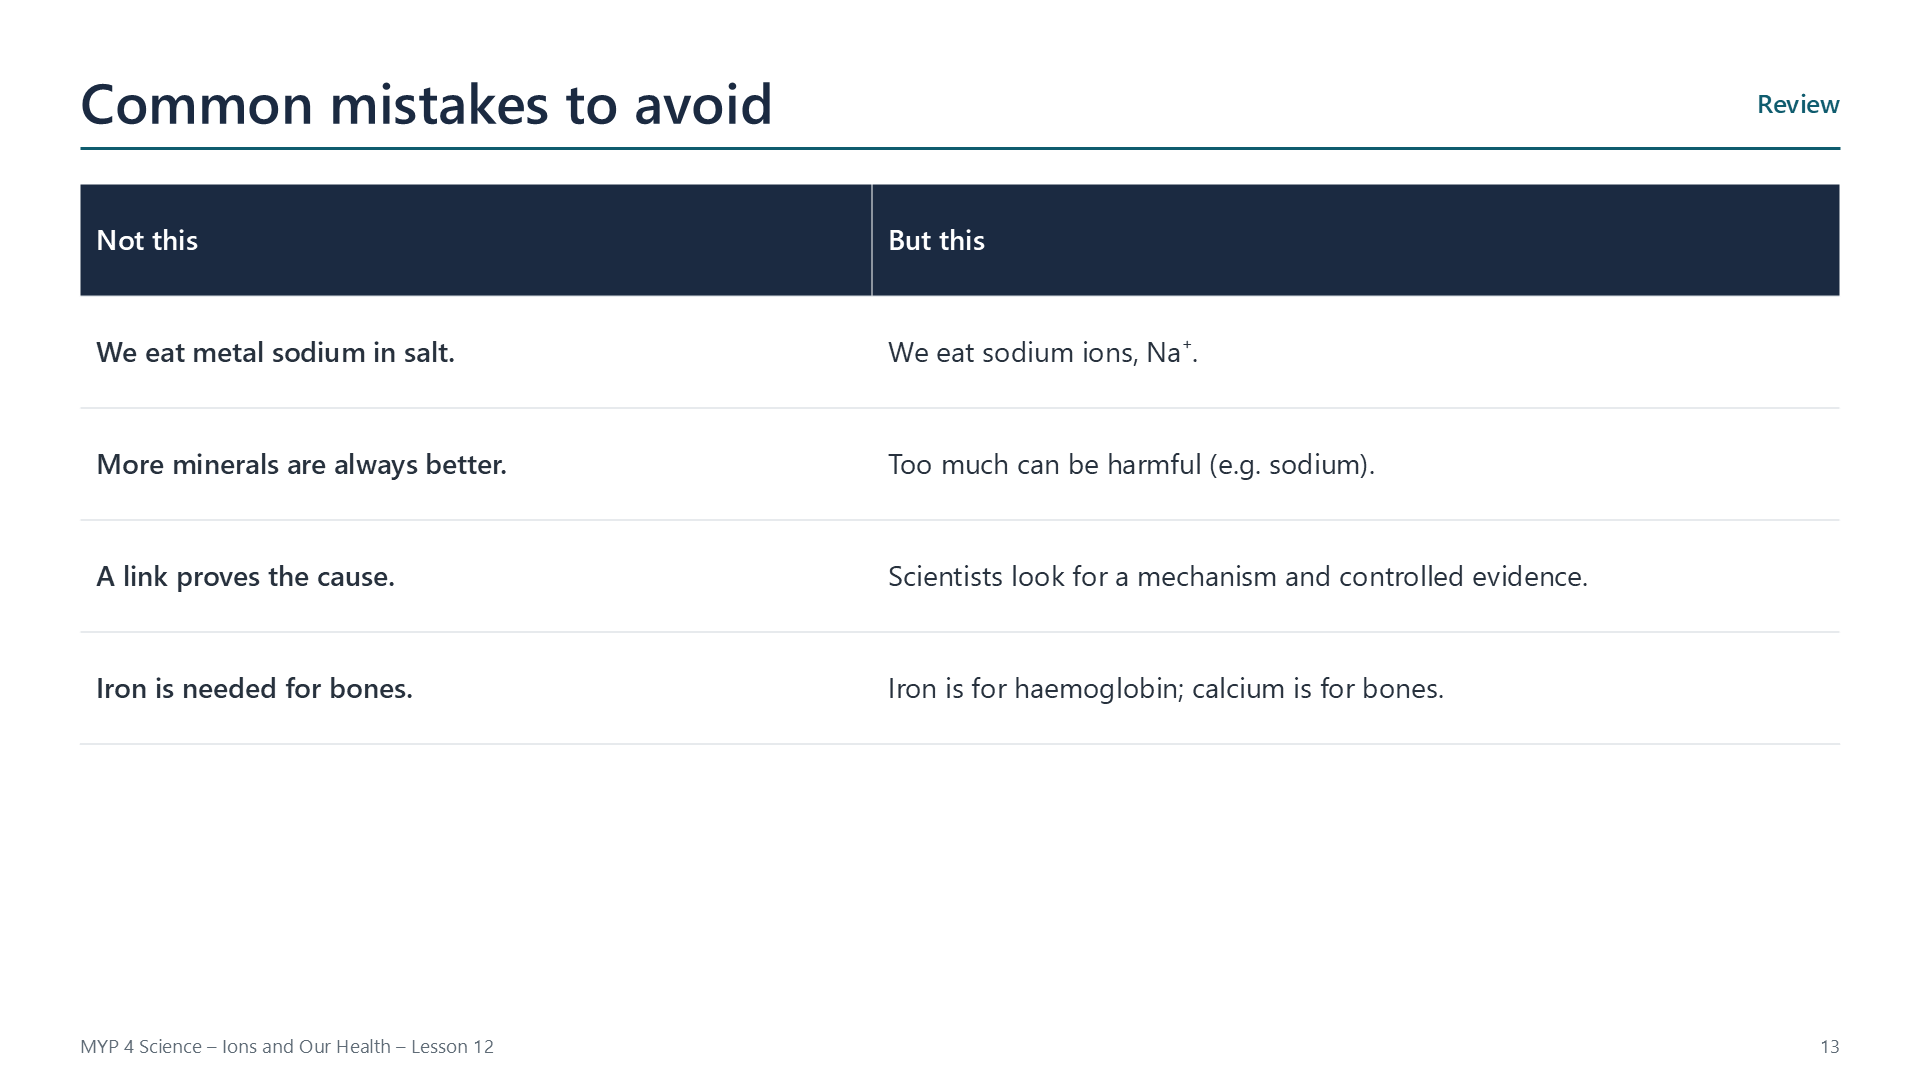 Common mistakes to avoid
Review
Not this
But this
We eat metal sodium in salt.
We eat sodium ions, Na⁺.
More minerals are always better.
Too much can be harmful (e.g. sodium).
A link proves the cause.
Scientists look for a mechanism and controlled evidence.
Iron is needed for bones.
Iron is for haemoglobin; calcium is for bones.
MYP 4 Science – Ions and Our Health – Lesson 12
13